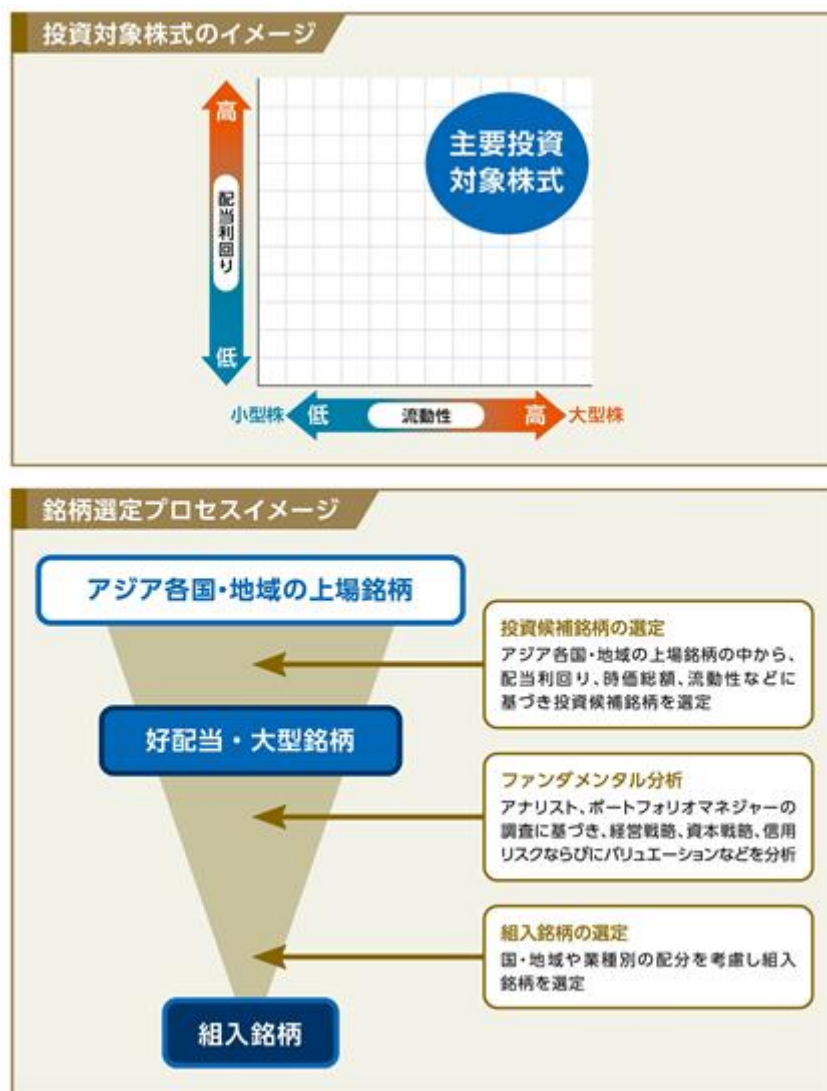 投資対象株式のイメージ
高
配当利回り
低
主要投資
対象株式
小型株 低 流動性 高 大型株
銘柄選定プロセスイメージ
アジア各国・地域の上場銘柄
投資候補銘柄の選定
アジア各国・地域の上場銘柄の中から、
配当利回り、時価総額、流動性などに
基づき投資候補銘柄を選定
好配当・大型銘柄
ファンダメンタル分析
アナリスト、ポートフォリオマネジャーの
調査に基づき、経営戦略、資本戦略、信用
リスクならびにバリュエーションなどを分析
組入銘柄の選定
国・地域や業種別の配分を考慮し組入
銘柄を選定
組入銘柄